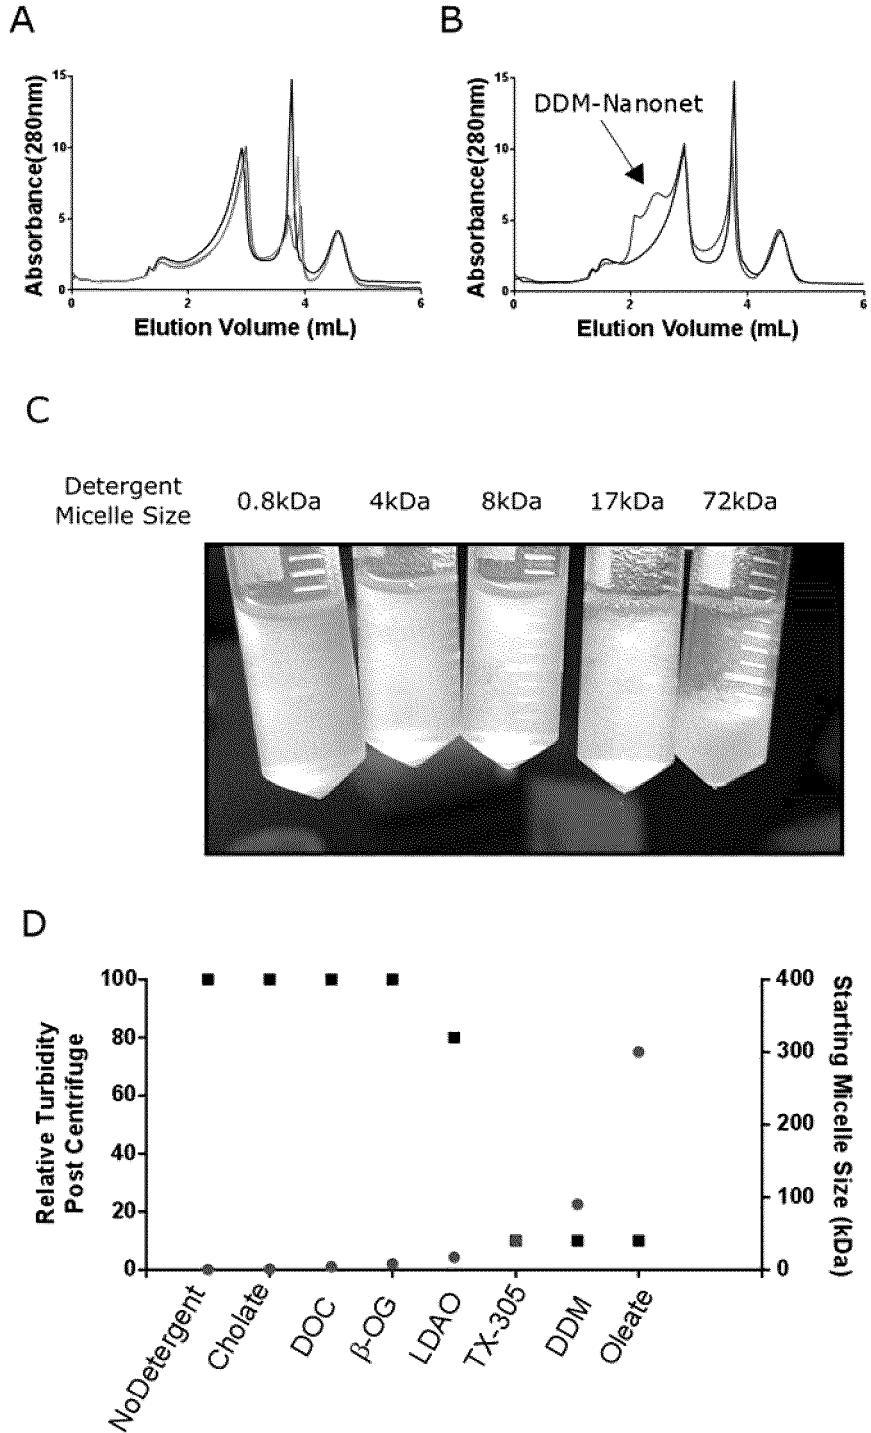 A
B
15
10
5
0
Absorbance(280nm)
0 2 4 6
Elution Volume (mL)
15
10
5
0
Absorbance(280nm)
DDM-Nanonet
0 2 4 6
Elution Volume (mL)
C
Detergent
Micelle Size
0.8kDa 4kDa 8kDa 17kDa 72kDa
D
Relative Turbidity
Post Centrifuge
100
80
60
40
20
0
400
300
200
100
0
Starting Micelle Size (kDa)
NoDetergent
Cholate
DOC
β-OG
LDAO
TX-305
DDM
Oleate